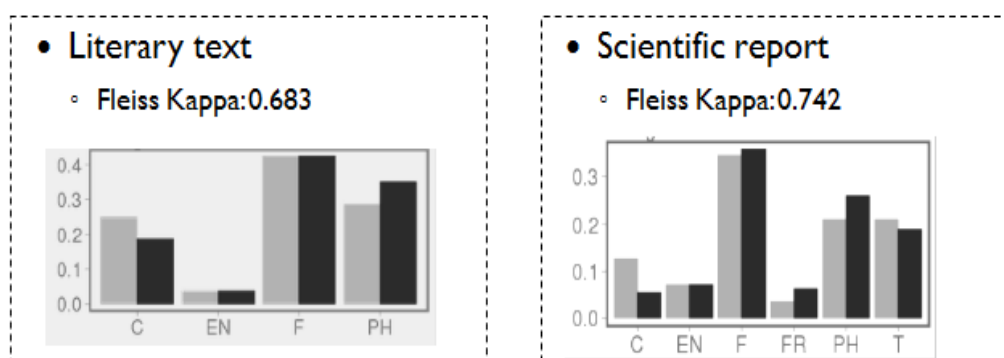 • Literary text
◦ Fleiss Kappa:0.683
0.4
0.3
0.2
0.1
0.0
C EN F PH
• Scientific report
◦ Fleiss Kappa:0.742
0.3
0.2
0.1
0.0
C EN F FR PH T